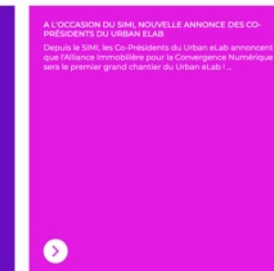 A L'OCCASION DU SIMI, NOUVELLE ANNONCE DES CO-
PRÉSIDENTS DU URBAN ELAB
Depuis le SIMI, les Co-Présidents du Urban eLab annoncent
que l'Alliance Immobilière pour la Convergence Numérique
sera le premier grand chantier du Urban eLab ! ...